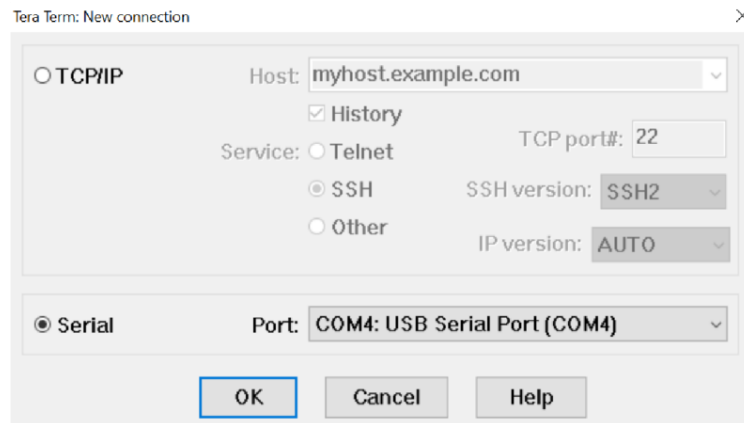 Tera Term: New connection
TCP/IP Host: myhost.example.com
History
Service: Telnet TCP port#: 22
SSH SSH version: SSH2
Other IP version: AUTO
Serial Port: COM4: USB Serial Port (COM4)
OK Cancel Help